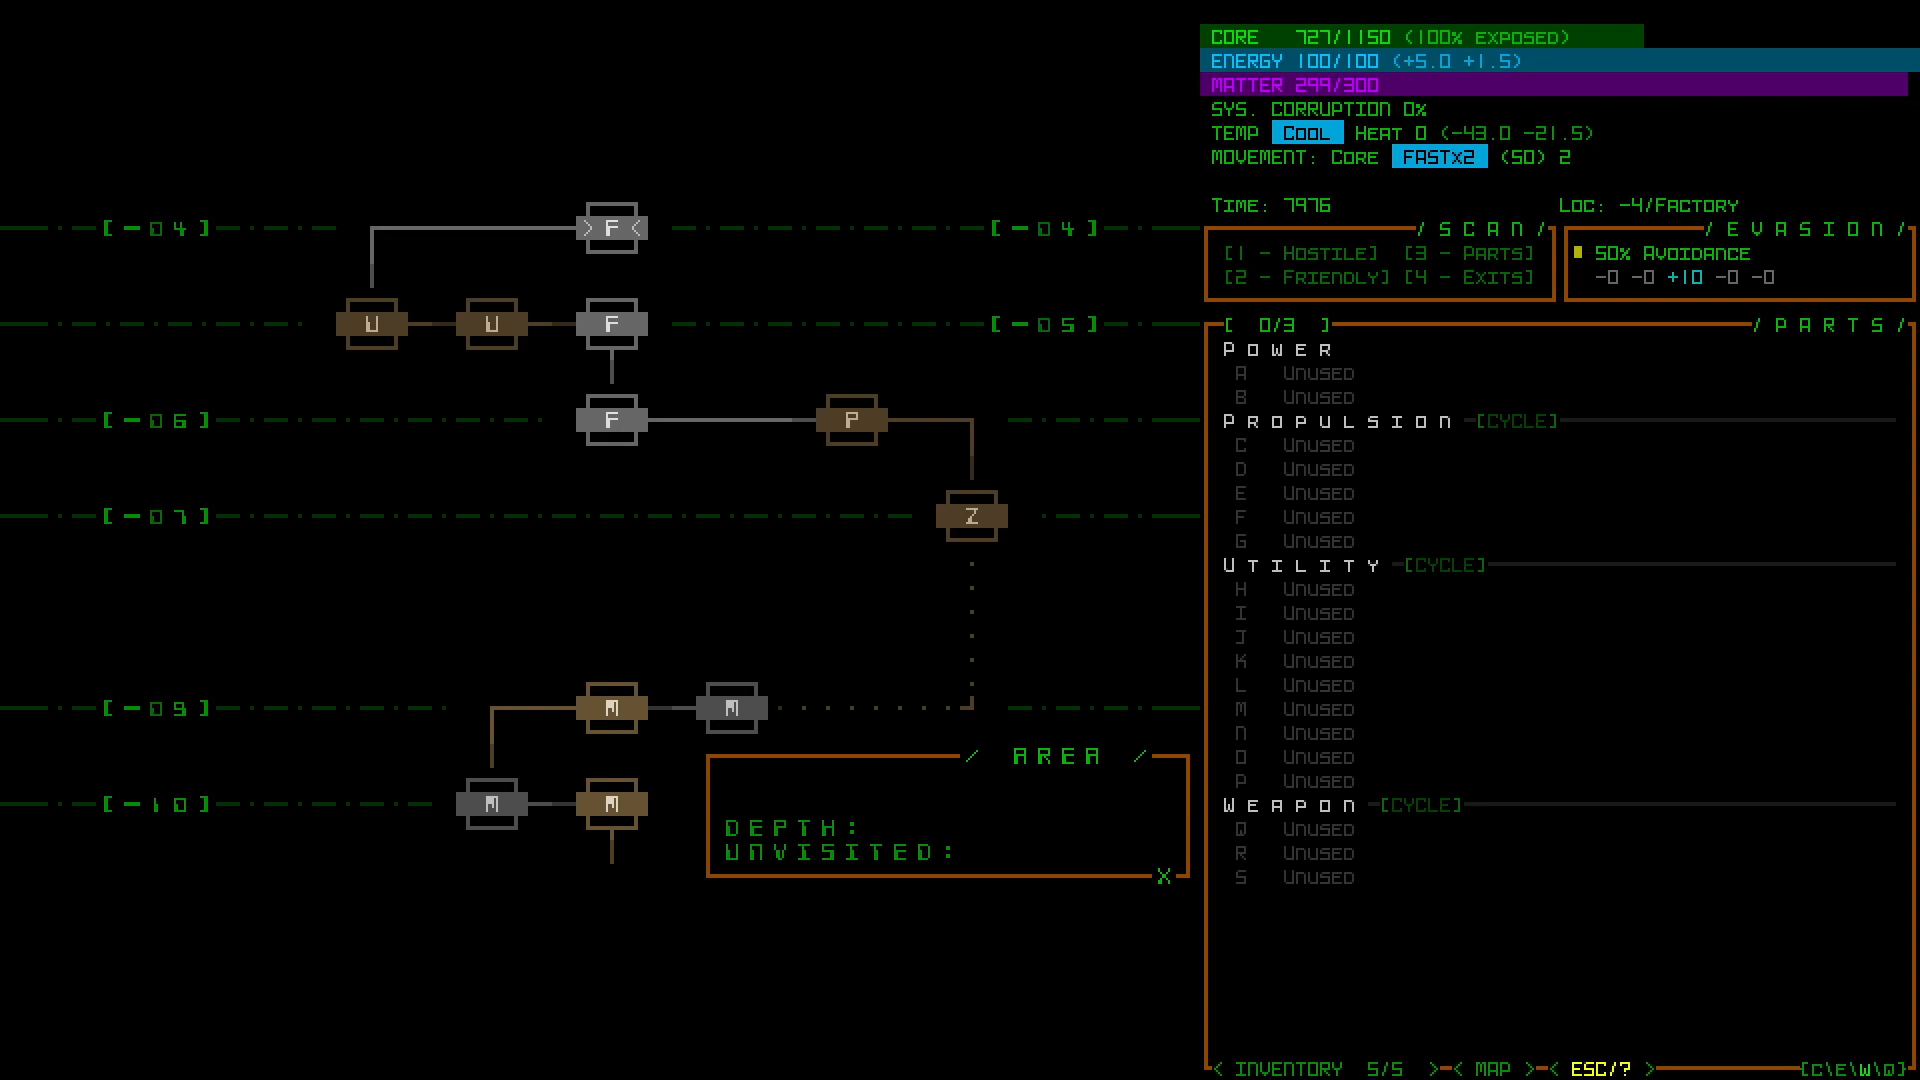 CORE 727/1150 (100% EXPOSED)
ENERGY 100/100 (+5.0 +1.5)
MATTER 299/300
SYS. CORRUPTION 0%
TEMP COOL HEAT 0 (-43.0 -21.5)
MOVEMENT: CORE FASTx2 (50) 2
TIME: 7976 LOC: -4/FACTORY
/ SCAN /
[1 - HOSTILE] [3 - PARTS]
[2 - FRIENDLY] [4 - EXITS]
/ EVASION /
50% AVOIDANCE
-0 -0 +10 -0 -0
[ 0/3 ] / PARTS /
POWER
A UNUSED
B UNUSED
PROPULSION [CYCLE]
C UNUSED
D UNUSED
E UNUSED
F UNUSED
G UNUSED
UTILITY [CYCLE]
H UNUSED
I UNUSED
J UNUSED
K UNUSED
L UNUSED
M UNUSED
N UNUSED
O UNUSED
P UNUSED
WEAPON [CYCLE]
Q UNUSED
R UNUSED
S UNUSED
< INVENTORY 5/5 > < MAP > < ESC/? > [C\E\W\Q]
[-04] >F< [-04]
U U F [-05]
[-06] F P
[-07] Z
[-09] M M
[-10] M M
/ AREA /
DEPTH:
UNVISITED:
X